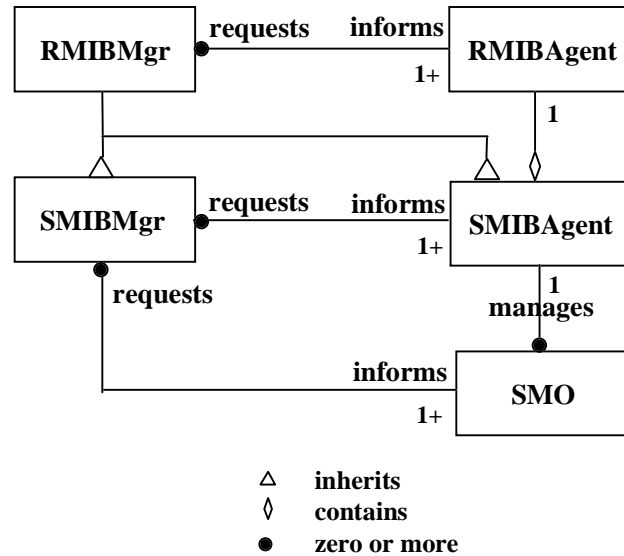 requests informs
RMIBMgr RMIBAgent
1+
1
requests informs
SMIBMgr SMIBAgent
1+
1
requests
manages
informs
SMO
1+
inherits
contains
zero or more